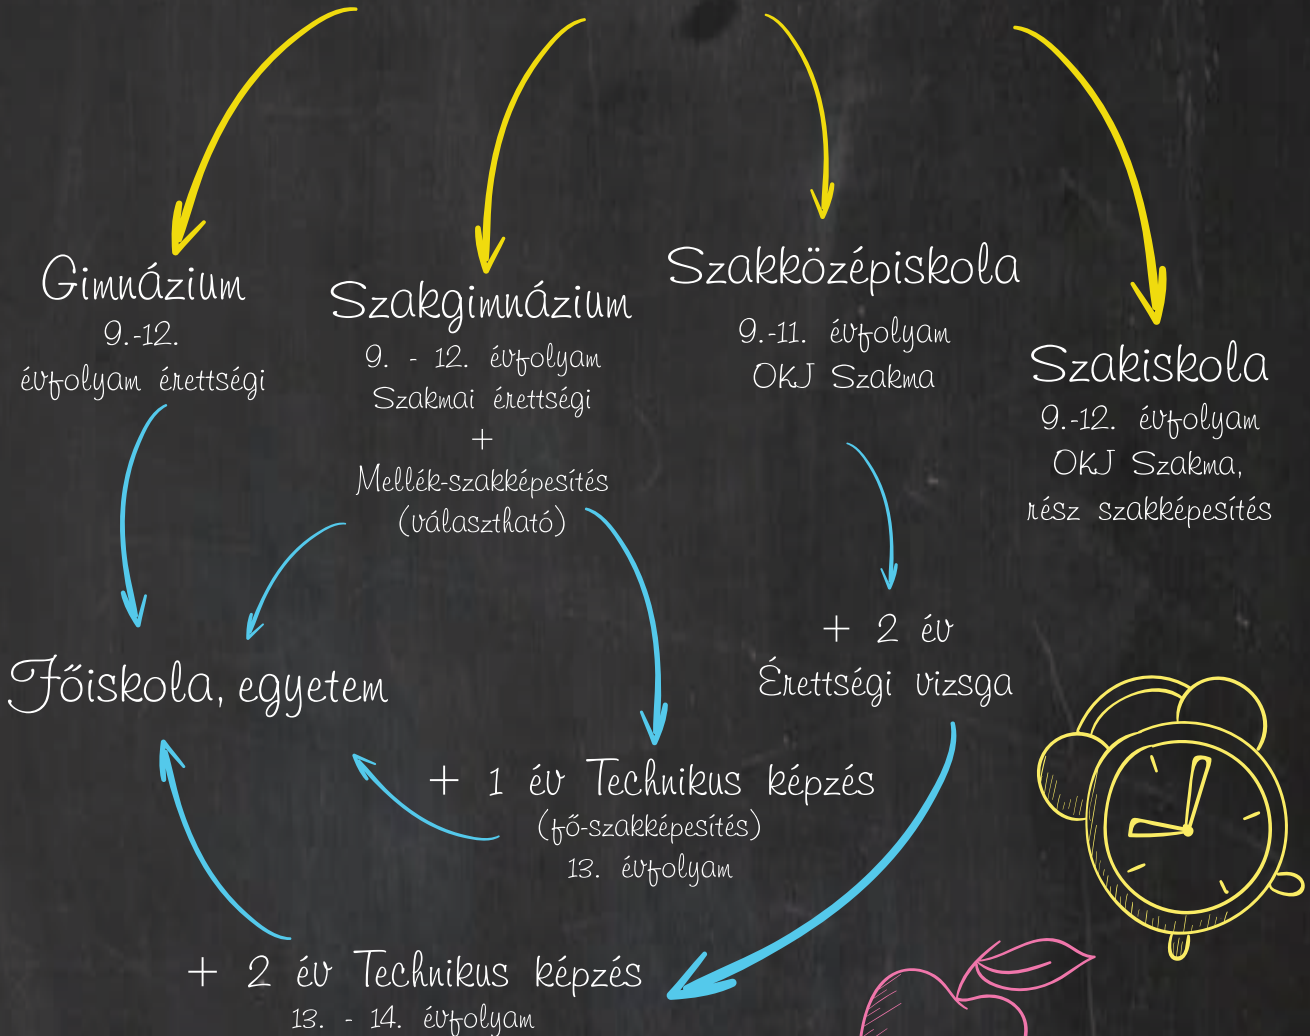 Gimnázium
9.-12.
évfolyam érettségi
Szakgimnázium
9. - 12. évfolyam
Szakmai érettségi
+
Mellék-szakképesítés
(választható)
Szakközépiskola
9.-11. évfolyam
OKJ Szakma
Szakiskola
9.-12. évfolyam
OKJ Szakma,
rész szakképesítés
+ 2 év
Érettségi vizsga
Főiskola, egyetem
+ 1 év Technikus képzés
(fő-szakképesítés)
13. évfolyam
+ 2 év Technikus képzés
13. - 14. évfolyam